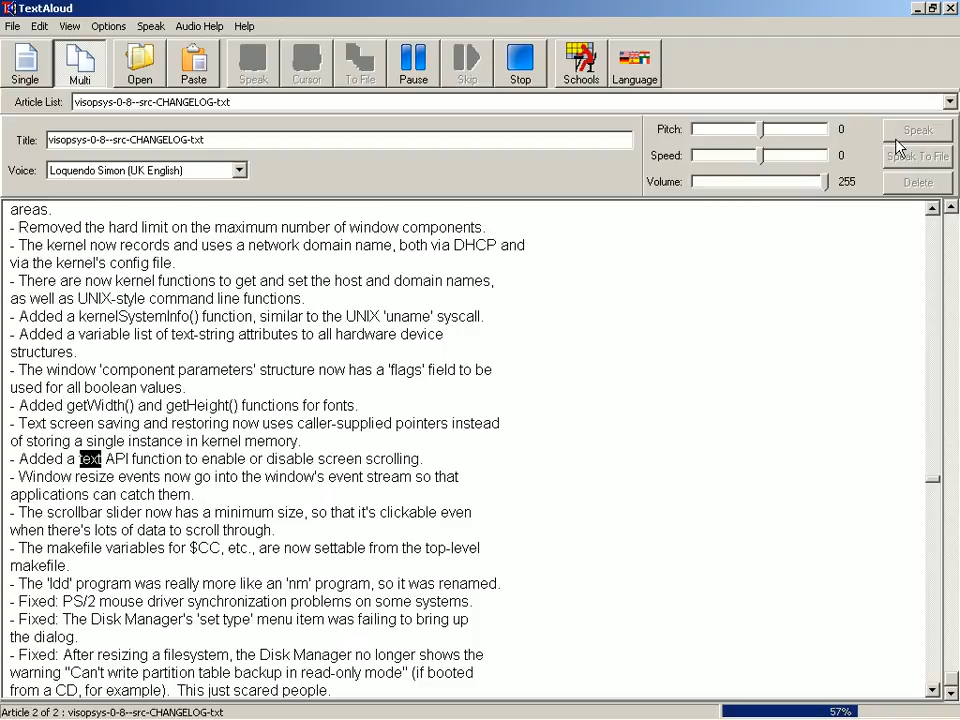 TextAloud
File Edit View Options Speak Audio Help Help
Single Multi Open Paste Speak Cursor To File Pause Skip Stop Schools Language
Article List: visopsys-0-8--src-CHANGELOG-txt
Title: visopsys-0-8--src-CHANGELOG-txt
Voice: Loquendo Simon (UK English)
Pitch: 0 Speak
Speed: 0 Speak To File
Volume: 255 Delete
areas.
- Removed the hard limit on the maximum number of window components.
- The kernel now records and uses a network domain name, both via DHCP and
via the kernel's config file.
- There are now kernel functions to get and set the host and domain names,
as well as UNIX-style command line functions.
- Added a kernelSystemInfo() function, similar to the UNIX 'uname' syscall.
- Added a variable list of text-string attributes to all hardware device
structures.
- The window 'component parameters' structure now has a 'flags' field to be
used for all boolean values.
- Added getWidth() and getHeight() functions for fonts.
- Text screen saving and restoring now uses caller-supplied pointers instead
of storing a single instance in kernel memory.
- Added a text API function to enable or disable screen scrolling.
- Window resize events now go into the window's event stream so that
applications can catch them.
- The scrollbar slider now has a minimum size, so that it's clickable even
when there's lots of data to scroll through.
- The makefile variables for $CC, etc., are now settable from the top-level
makefile.
- The 'ldd' program was really more like an 'nm' program, so it was renamed.
- Fixed: PS/2 mouse driver synchronization problems on some systems.
- Fixed: The Disk Manager's 'set type' menu item was failing to bring up
the dialog.
- Fixed: After resizing a filesystem, the Disk Manager no longer shows the
warning "Can't write partition table backup in read-only mode" (if booted
from a CD, for example).  This just scared people.
Article 2 of 2 : visopsys-0-8--src-CHANGELOG-txt 57%